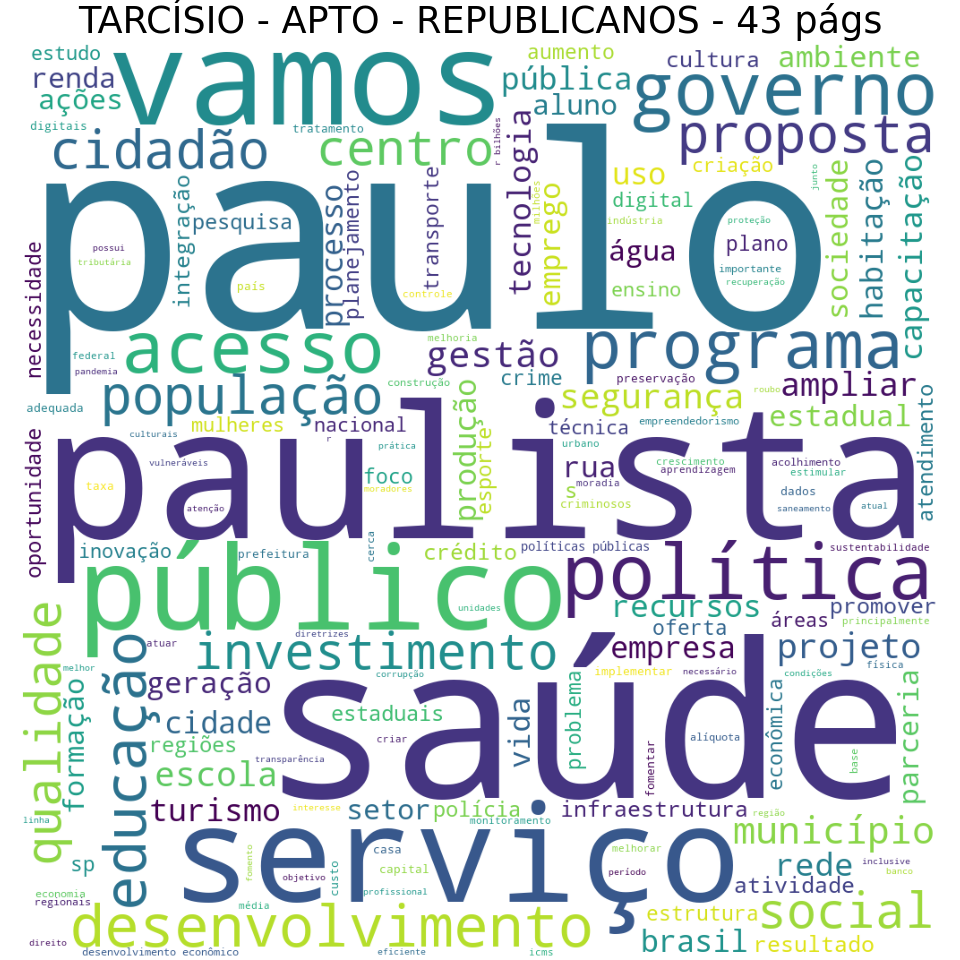 TARCÍSIO - APTO - REPUBLICANOS - 43 págs
estudo
vamos
aumento
cultura
ambiente
renda
pública
governo
ações
aluno
digitais
tratamento
r bilhões
proposta
cidadão
centro
tecnologia
criação
junto
paulo
uso
milhões
digital
emprego
indústria
proteção
sociedade
habitação
capacitação
integração
pesquisa
processo
planejamento
transporte
possui
tributária
país
controle
água
plano
importante
ensino
recuperação
necessidade
acesso
melhoria
gestão
programa
federal
pandemia
crime
preservação
construção
roubo
ampliar
população
adequada
segurança
empreendedorismo
estadual
mulheres
nacional
técnica
urbano
culturais
r
prática
produção
esporte
paulista
atendimento
oportunidade
vulneráveis
foco
rua
crescimento
aprendizagem
acolhimento
estimular
taxa
moradores
s
moradia
dados
criminosos
saneamento
atual
atenção
cerca
inovação
prefeitura
crédito
políticas públicas
sustentabilidade
público
política
unidades
recursos
promover
áreas
principalmente
oferta
qualidade
educação
diretrizes
atuar
investimento
empresa
projeto
melhor
corrupção
implementar
necessário
condições
física
formação
geração
saúde
estaduais
vida
problema
econômica
parceria
cidade
regiões
criar
alíquota
transparência
fomentar
base
escola
turismo
interesse
setor
polícia
infraestrutura
região
linha
monitoramento
município
serviço
casa
melhorar
sp
rede
inclusive
banco
fomento
capital
objetivo
custo
profissional
período
atividade
economia
regionais
média
desenvolvimento
estrutura
social
direito
desenvolvimento econômico
eficiente
icms
brasil
resultado